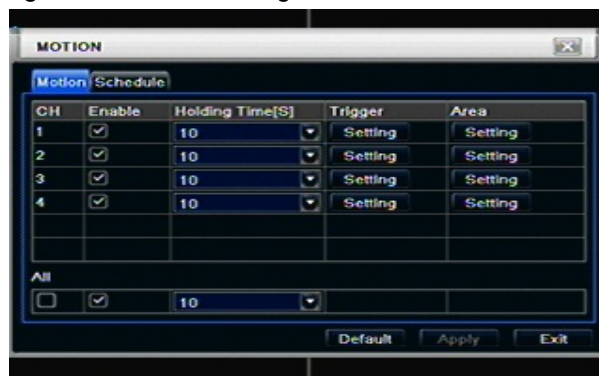 MOTION
Motion Schedule
CH Enable Holding Time[S] Trigger Area
1 10 Setting Setting
2 10 Setting Setting
3 10 Setting Setting
4 10 Setting Setting
All
10
Default Apply Exit